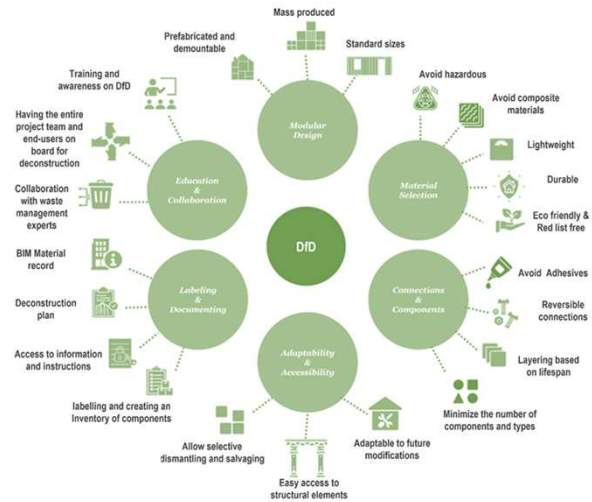 Mass produced
Prefabricated and
demountable
Standard sizes
Modular
Design
Training and
awareness on DfD
Having the entire
project team and
end-users on
board for
deconstruction
Collaboration
with waste
management
experts
Education
&
Collaboration
Avoid hazardous
Avoid composite
materials
Lightweight
Durable
Eco friendly &
Red list free
Material
Selection
DfD
BIM Material
record
Deconstruction
plan
Access to information
and instructions
labelling and creating an
Inventory of components
Labeling
&
Documenting
Avoid Adhesives
Reversible
connections
Layering based
on lifespan
Minimize the number of
components and types
Connections
&
Components
Adaptability
&
Accessibility
Allow selective
dismantling and salvaging
Easy access to
structural elements
Adaptable to future
modifications